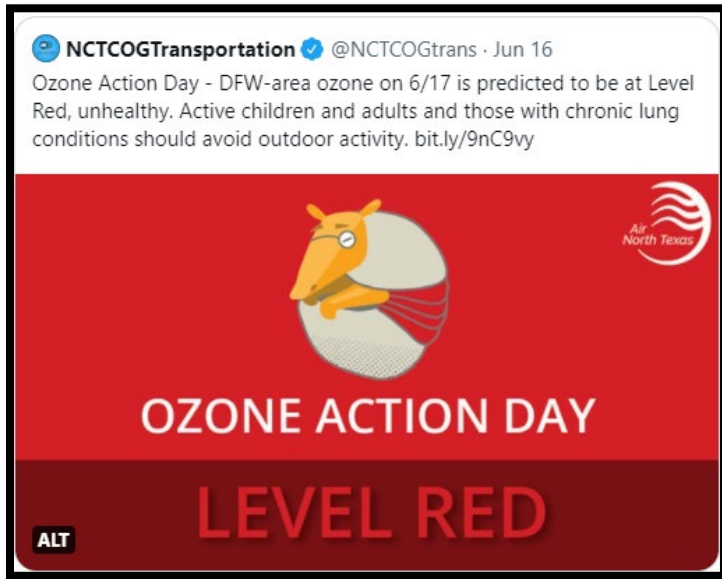 NCTCOGTransportation @NCTCOGtrans · Jun 16
Ozone Action Day - DFW-area ozone on 6/17 is predicted to be at Level
Red, unhealthy. Active children and adults and those with chronic lung
conditions should avoid outdoor activity. bit.ly/9nC9vy
Air
North Texas
OZONE ACTION DAY
LEVEL RED
ALT